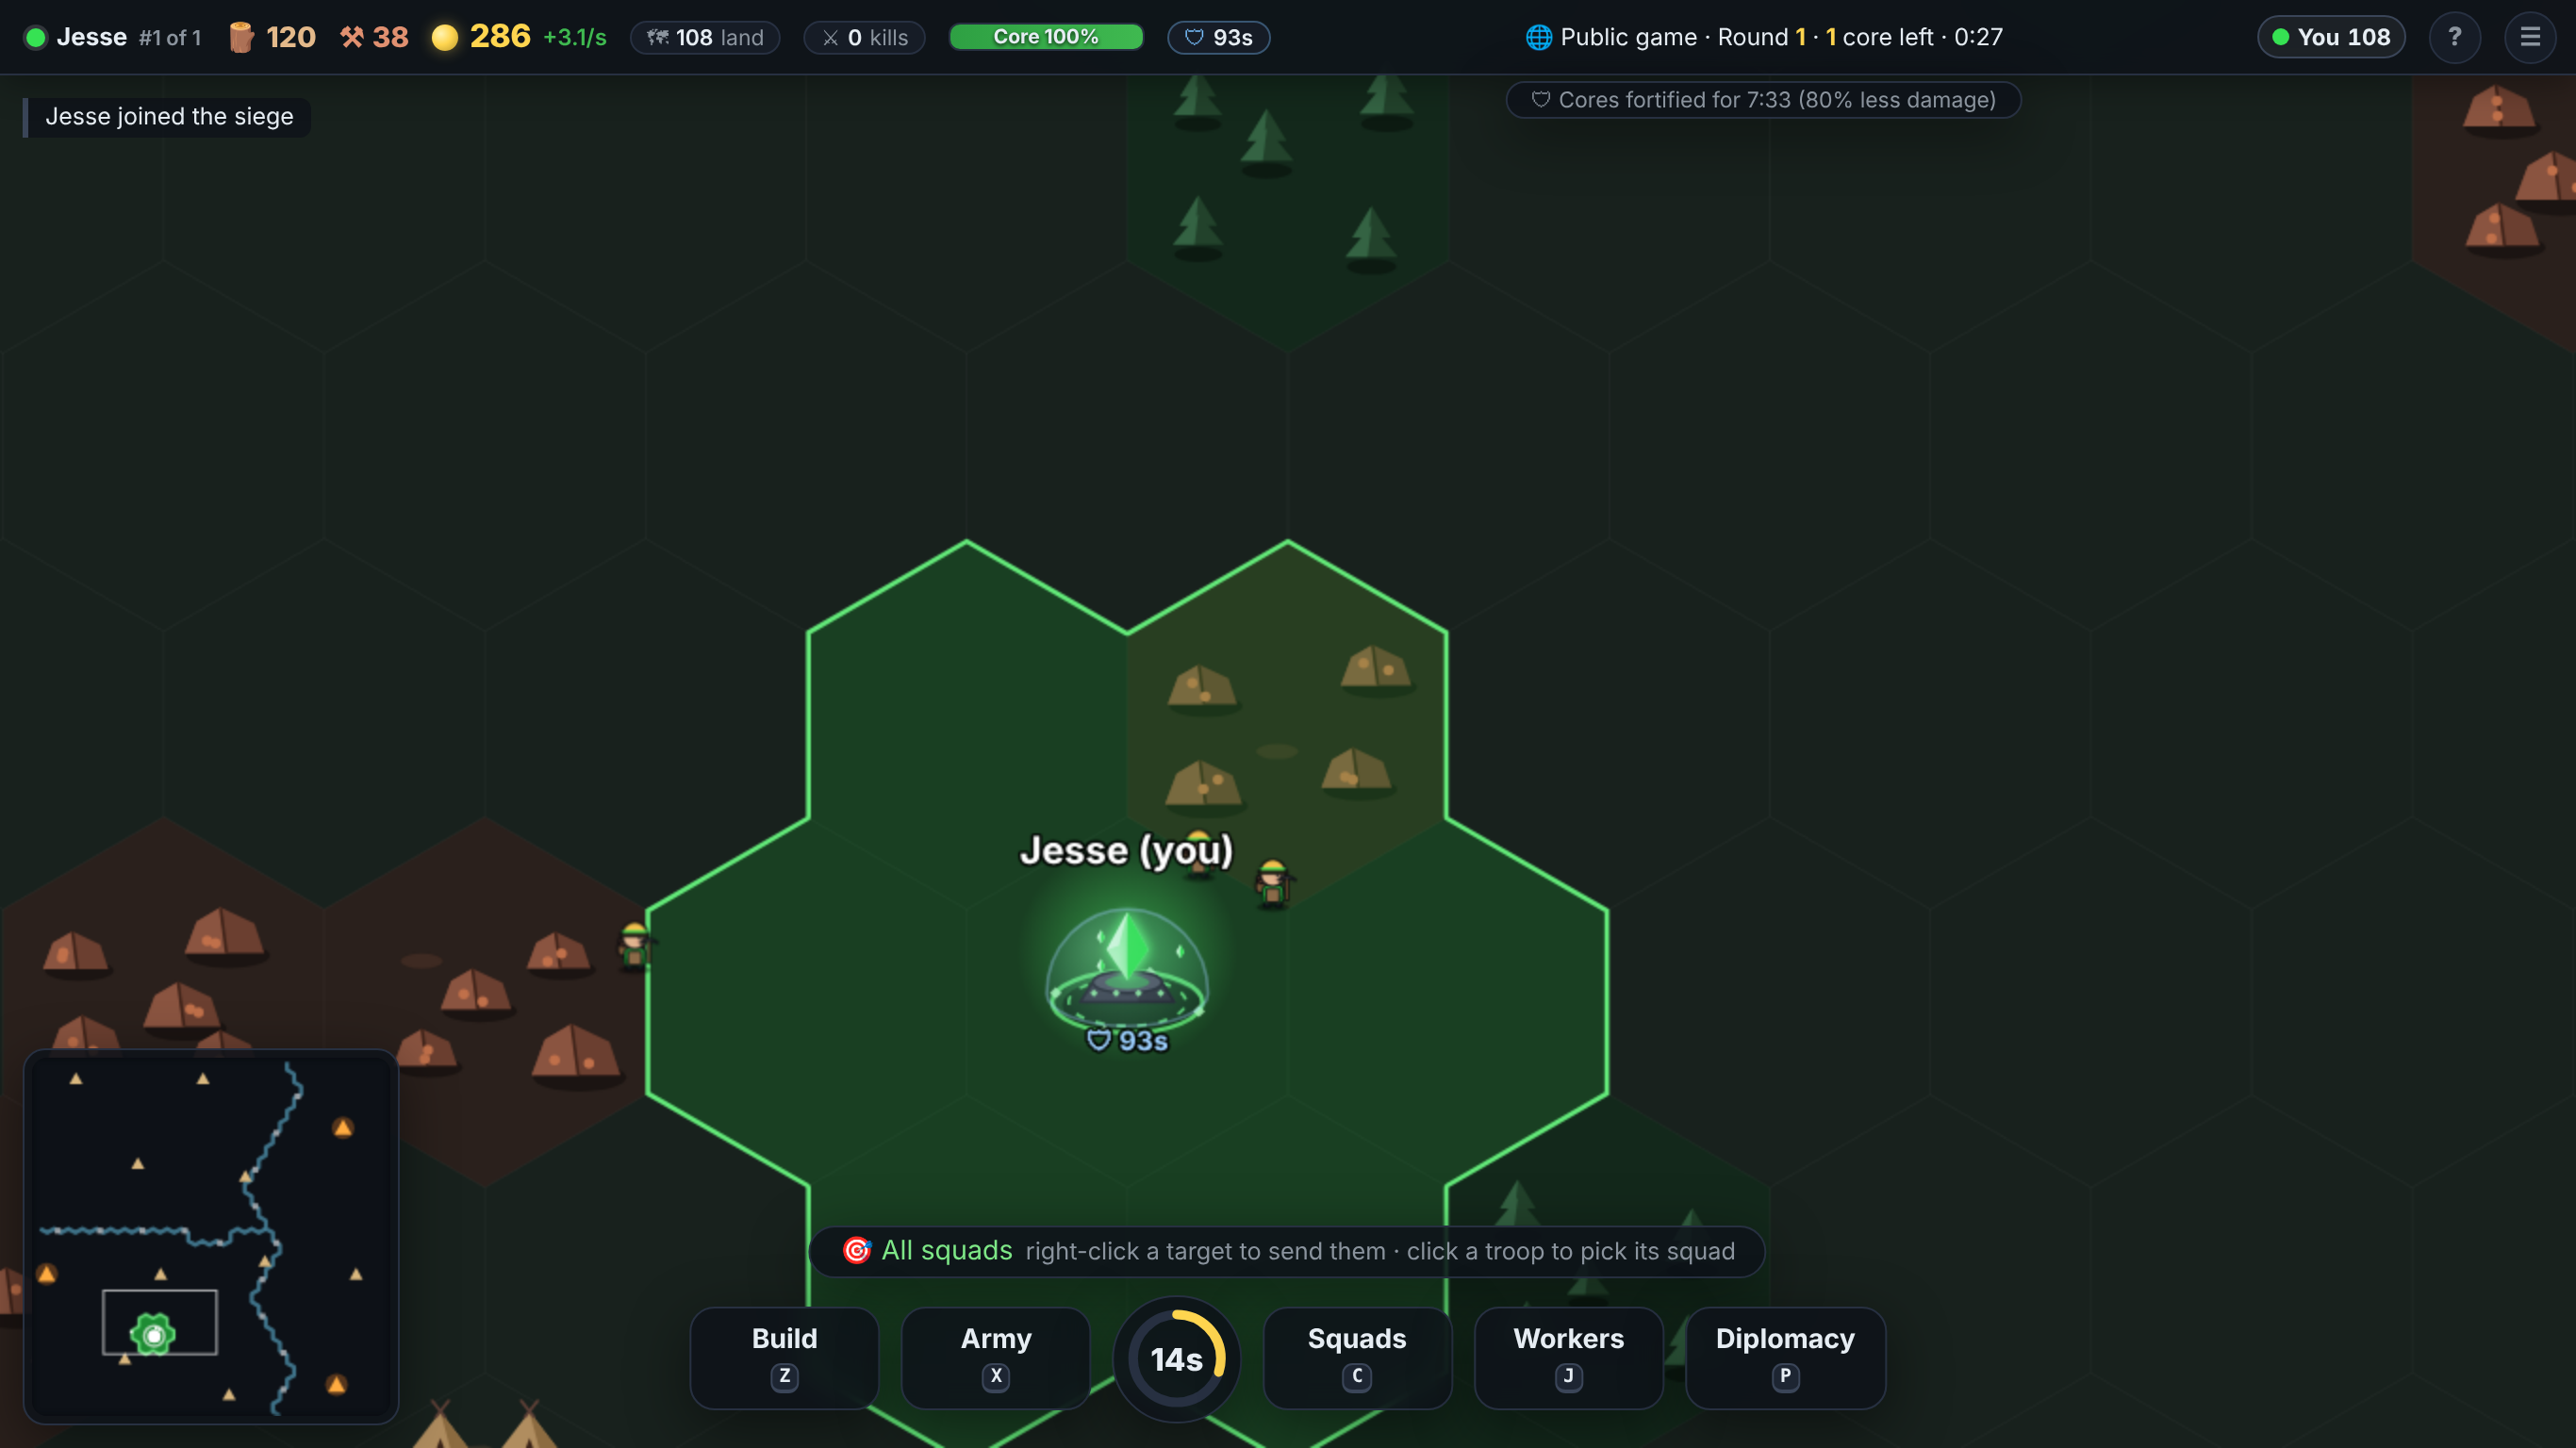 Jesse #1 of 1 120 38 286 +3.1/s 108 land 0 kills Core 100% 93s Public game · Round 1 · 1 core left · 0:27 You 108 ? ☰
Cores fortified for 7:33 (80% less damage)
Jesse joined the siege
Jesse (you)
93s
All squads right-click a target to send them · click a troop to pick its squad
Build Army 14s Squads Workers Diplomacy
Z X C J P